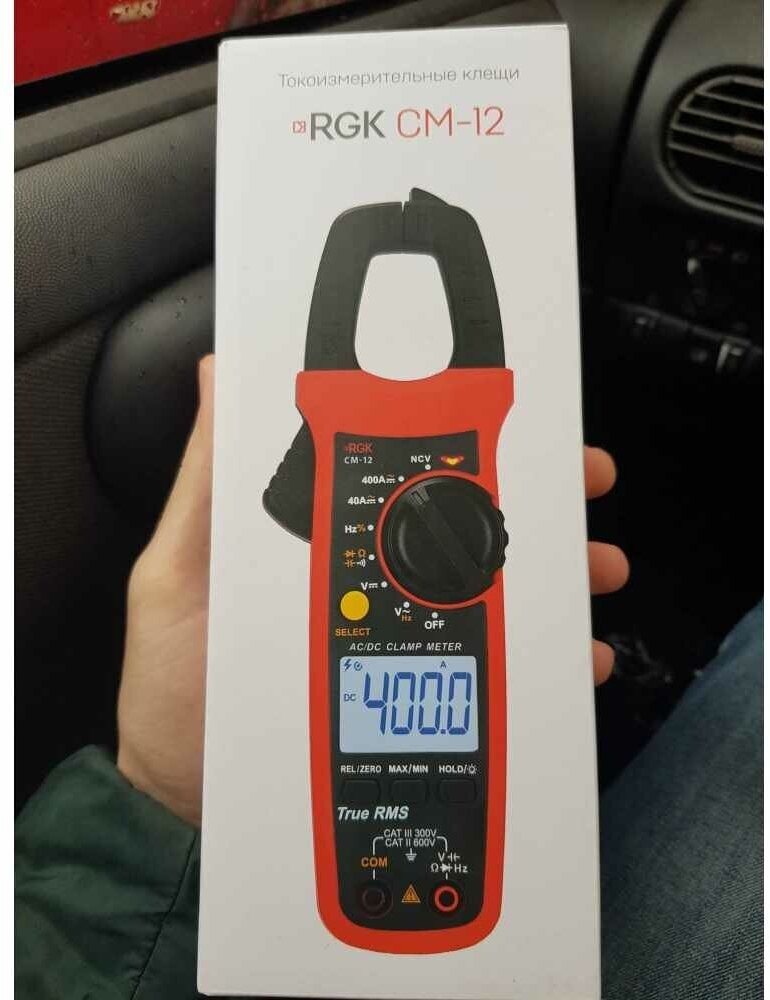 Токоизмерительные клещи
RGK CM-12
RGK
CM-12
NCV
400A
40A
Hz%
Ω
V
V~
Hz
OFF
SELECT
AC/DC CLAMP METER
A
DC 400.0
REL/ZERO MAX/MIN HOLD/
True RMS
CAT III 300V
CAT II 600V
COM
V
Ω Hz